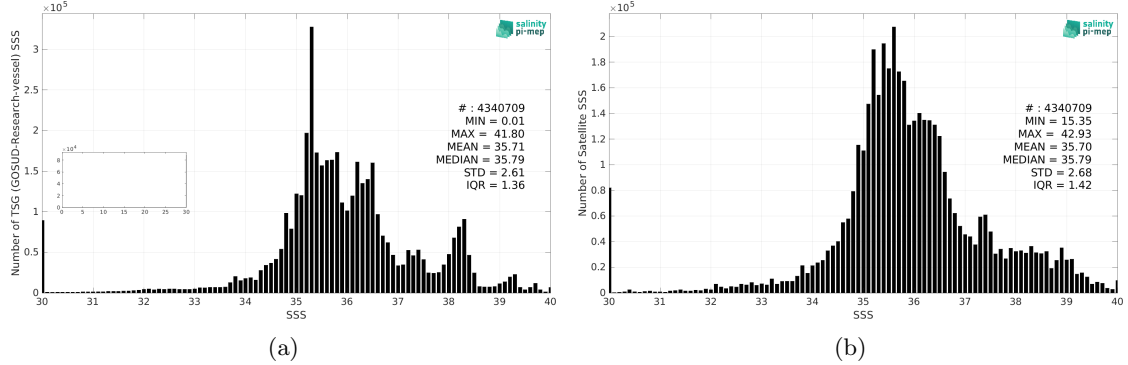 ×10^5
Number of TSG (GOSUD-Research-vessel) SSS
3
2.5
2
1.5
1
0.5
0
30 31 32 33 34 35 36 37 38 39 40
SSS
salinity
pi-mep
# : 4340709
MIN = 0.01
MAX = 41.80
MEAN = 35.71
MEDIAN = 35.79
STD = 2.61
IQR = 1.36
×10^4
8
6
4
2
0
0 5 10 15 20 25 30
(a)
×10^5
Number of Satellite SSS
2
1.8
1.6
1.4
1.2
1
0.8
0.6
0.4
0.2
0
30 31 32 33 34 35 36 37 38 39 40
SSS
salinity
pi-mep
# : 4340709
MIN = 15.35
MAX = 42.93
MEAN = 35.70
MEDIAN = 35.79
STD = 2.68
IQR = 1.42
(b)